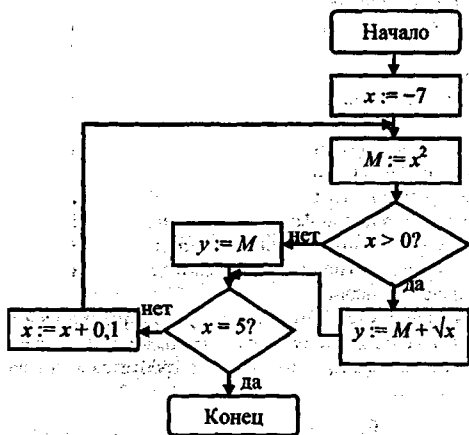 Начало
x := −7
M := x²
x > 0?
нет
y := M
да
y := M + √x
x = 5?
нет
x := x + 0,1
да
Конец